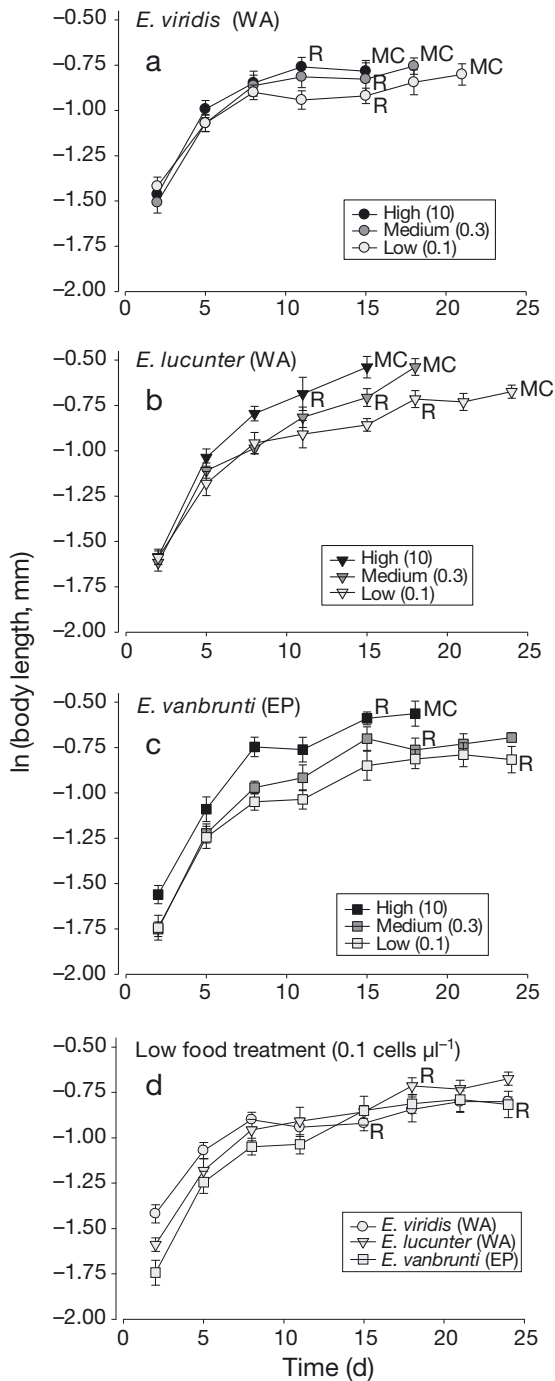 ln (body length, mm)
E. viridis (WA)
a
−0.50
−0.75
−1.00
−1.25
−1.50
−1.75
−2.00
R
MC
MC
R
R
MC
High (10)
Medium (0.3)
Low (0.1)
0 5 10 15 20 25
E. lucunter (WA)
b
−0.50
−0.75
−1.00
−1.25
−1.50
−1.75
−2.00
MC
MC
R
R
R
MC
High (10)
Medium (0.3)
Low (0.1)
0 5 10 15 20 25
E. vanbrunti (EP)
c
−0.50
−0.75
−1.00
−1.25
−1.50
−1.75
−2.00
R
MC
R
R
High (10)
Medium (0.3)
Low (0.1)
0 5 10 15 20 25
Low food treatment (0.1 cells µl⁻¹)
d
−0.50
−0.75
−1.00
−1.25
−1.50
−1.75
−2.00
R
R
R
E. viridis (WA)
E. lucunter (WA)
E. vanbrunti (EP)
0 5 10 15 20 25
Time (d)